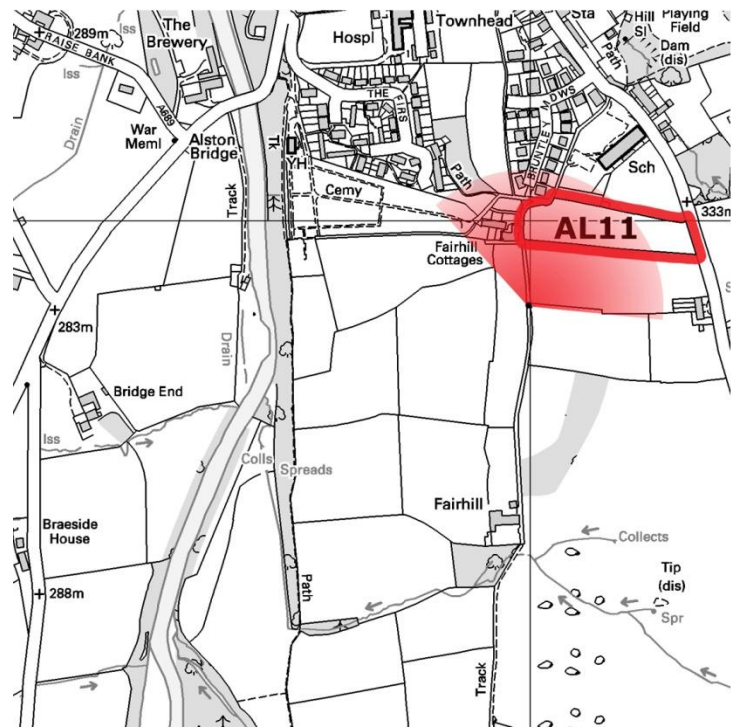 The
Brewery
289m
RAISE BANK
Iss
Iss
Drain
A689
War
Meml
Alston
Bridge
Track
Tk
YH
Hospl
Townhead
Sta
Hill
Sl
Playing
Field
Dam
(dis)
Path
THE FIRS
BRUNTLEY MDWS
Path
Sch
Cemy
333m
AL11
Fairhill
Cottages
283m
Drain
Bridge End
Iss
Colls
Spreads
Braeside
House
288m
Fairhill
Collects
Tip
(dis)
Spr
Path
Track